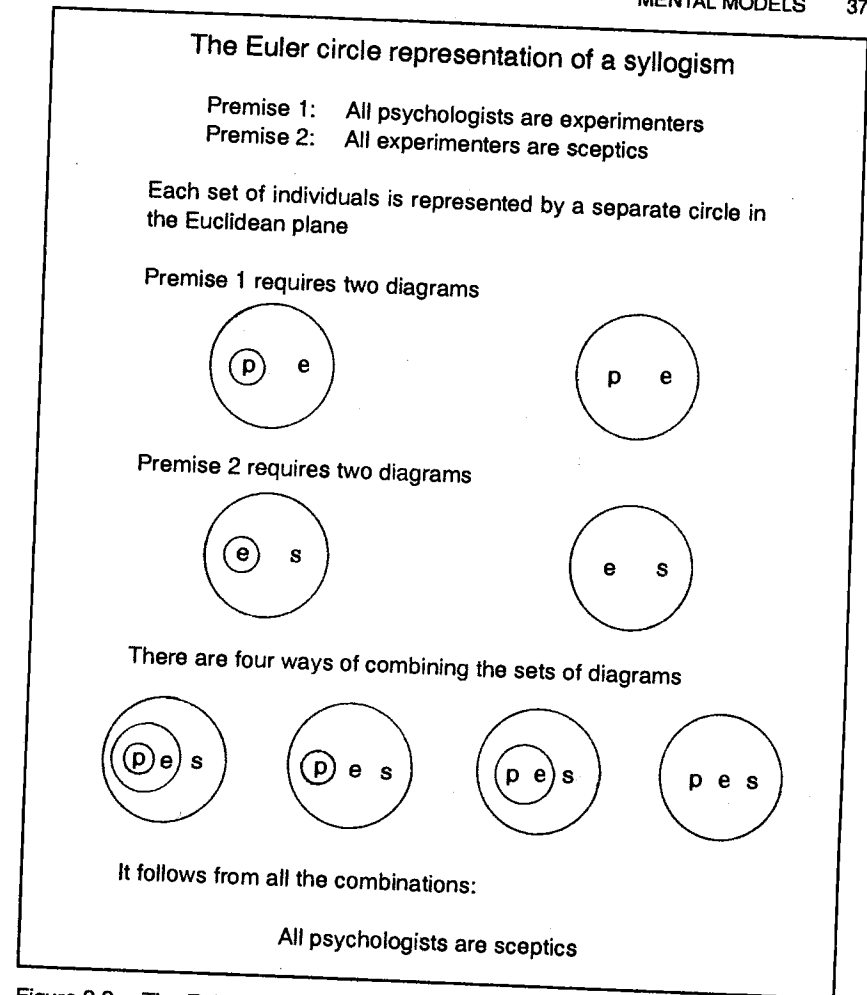 MENTAL MODELS 37
The Euler circle representation of a syllogism
Premise 1: All psychologists are experimenters
Premise 2: All experimenters are sceptics
Each set of individuals is represented by a separate circle in
the Euclidean plane
Premise 1 requires two diagrams
p e p e
Premise 2 requires two diagrams
e s e s
There are four ways of combining the sets of diagrams
p e s p e s p e s p e s
It follows from all the combinations:
All psychologists are sceptics